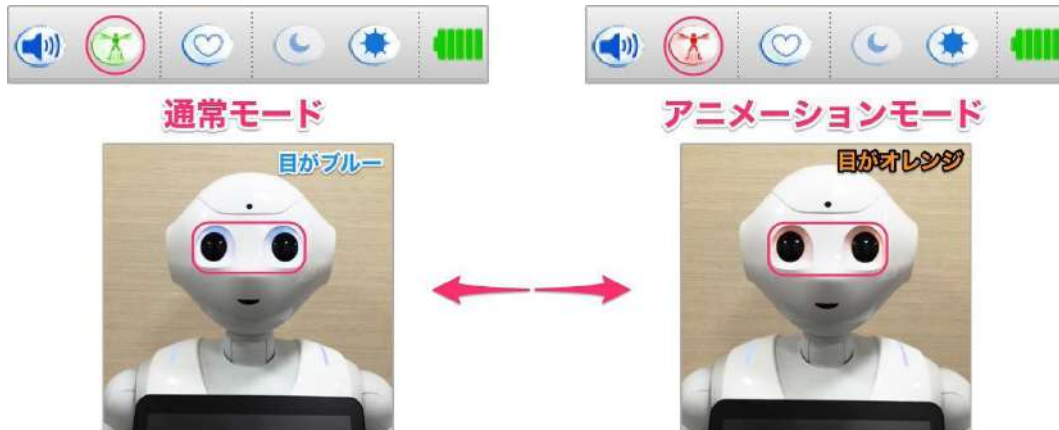 通常モード
アニメーションモード
目がブルー
目がオレンジ